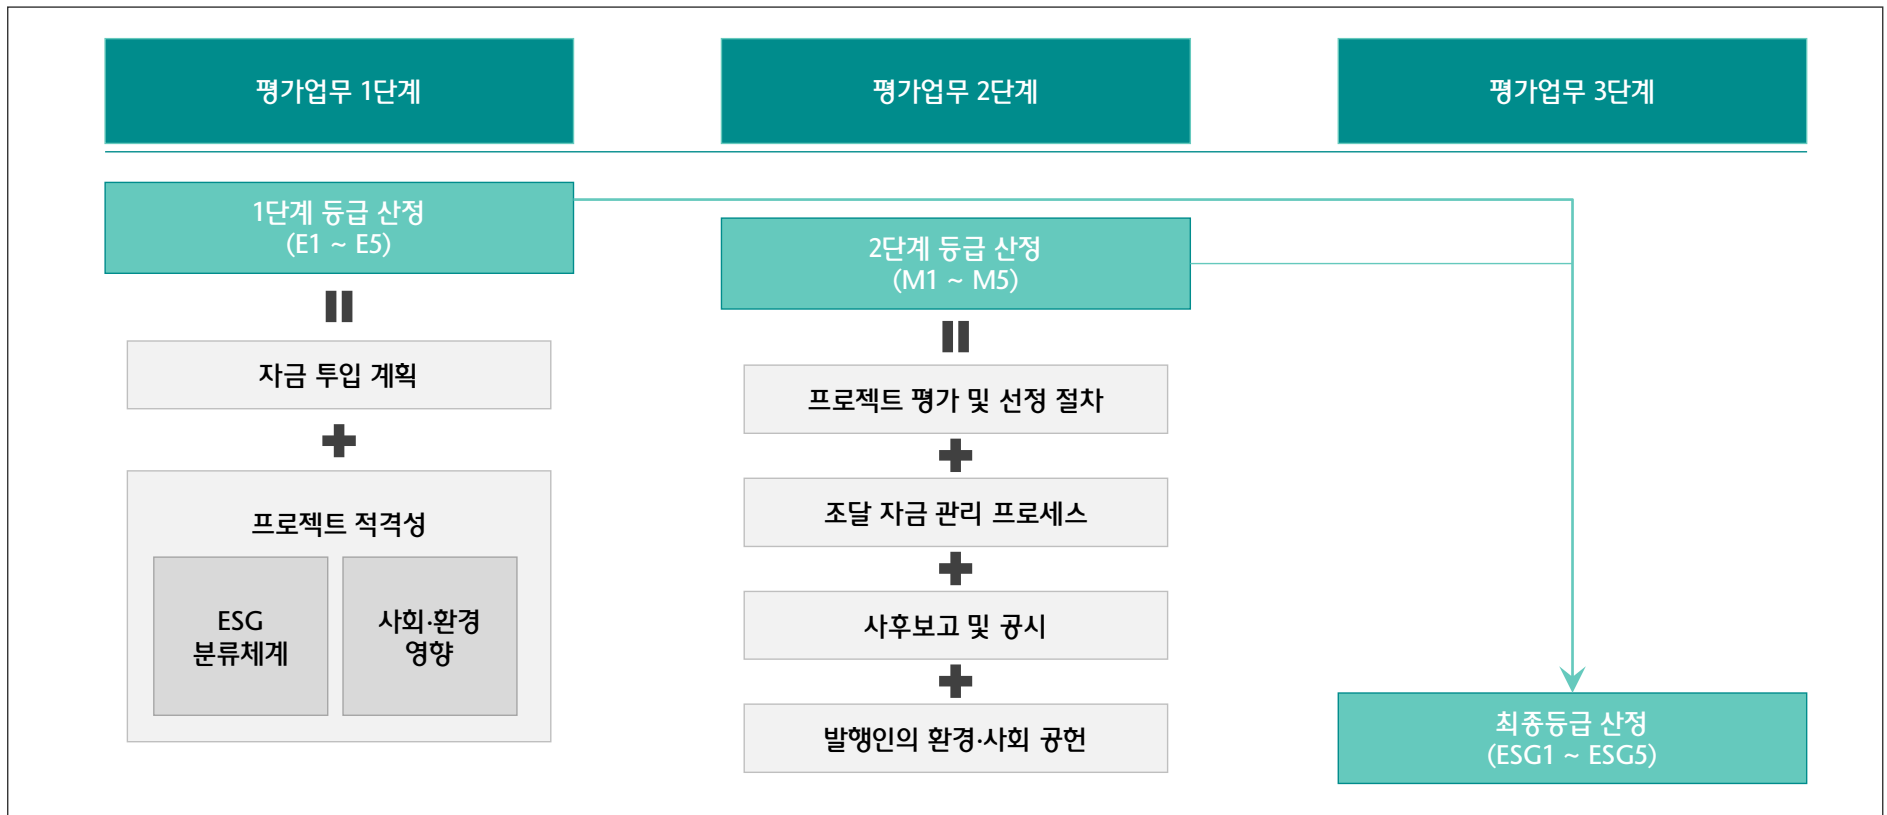 평가업무 1단계
평가업무 2단계
평가업무 3단계
1단계 등급 산정
(E1 ~ E5)
자금 투입 계획
프로젝트 적격성
ESG
분류체계
사회·환경
영향
2단계 등급 산정
(M1 ~ M5)
프로젝트 평가 및 선정 절차
조달 자금 관리 프로세스
사후보고 및 공시
발행인의 환경·사회 공헌
최종등급 산정
(ESG1 ~ ESG5)